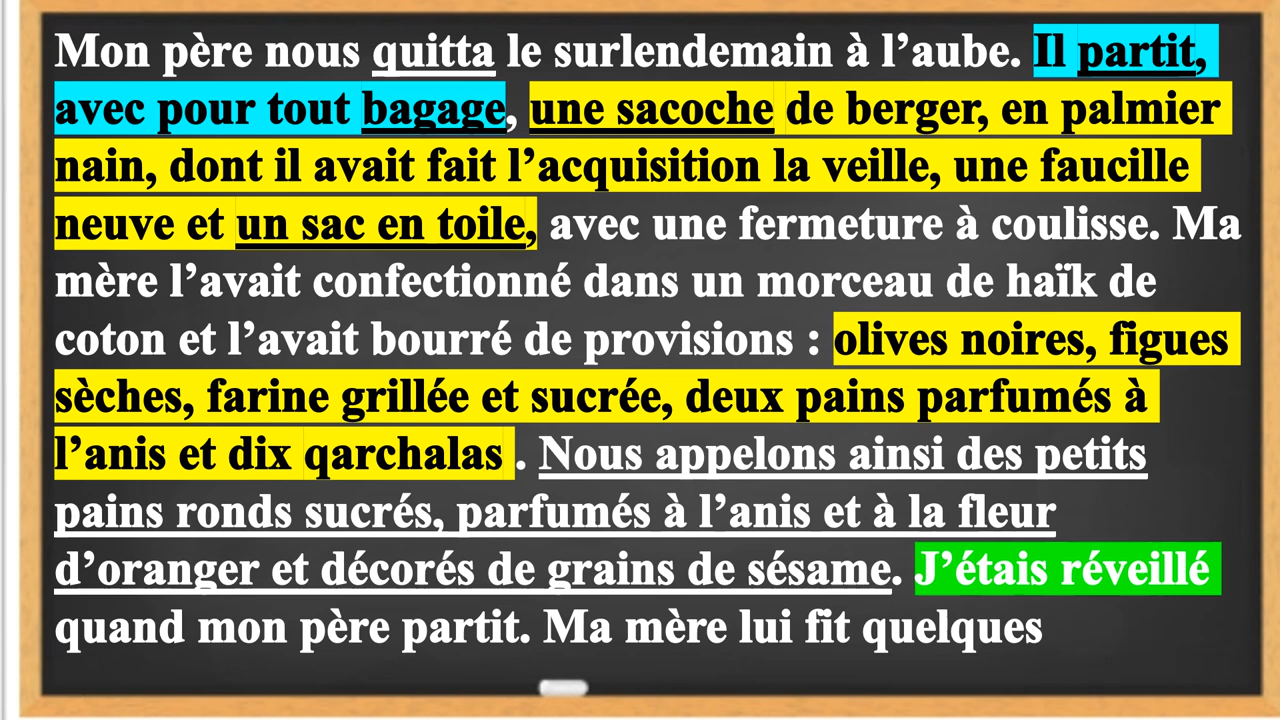 Mon père nous quitta le surlendemain à l’aube. Il partit,
avec pour tout bagage, une sacoche de berger, en palmier
nain, dont il avait fait l’acquisition la veille, une faucille
neuve et un sac en toile, avec une fermeture à coulisse. Ma
mère l’avait confectionné dans un morceau de haïk de
coton et l’avait bourré de provisions : olives noires, figues
sèches, farine grillée et sucrée, deux pains parfumés à
l’anis et dix qarchalas . Nous appelons ainsi des petits
pains ronds sucrés, parfumés à l’anis et à la fleur
d’oranger et décorés de grains de sésame. J’étais réveillé
quand mon père partit. Ma mère lui fit quelques